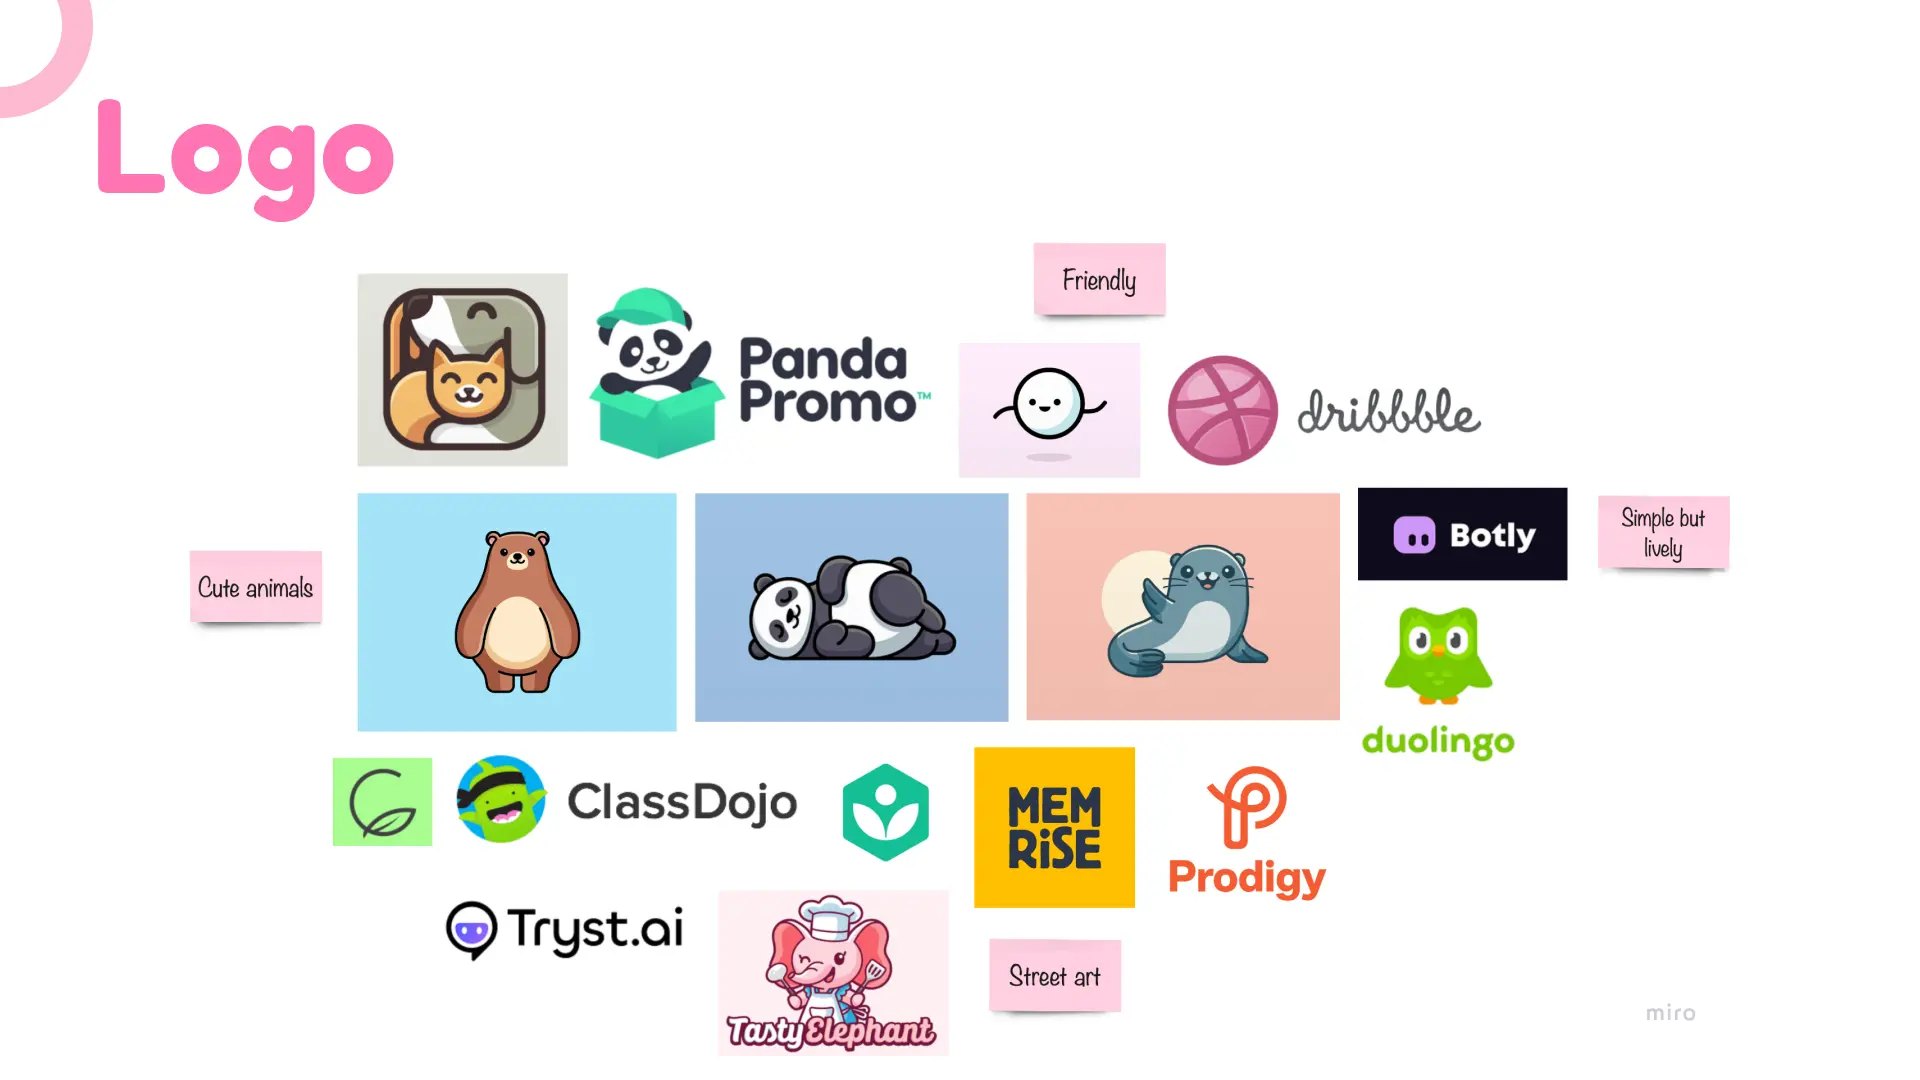 Logo
Friendly
Panda
Promo™
dribbble
Cute animals
Botly
Simple but
lively
duolingo
ClassDojo
MEM
RiSE
Prodigy
Tryst.ai
Tasty Elephant
Street art
miro